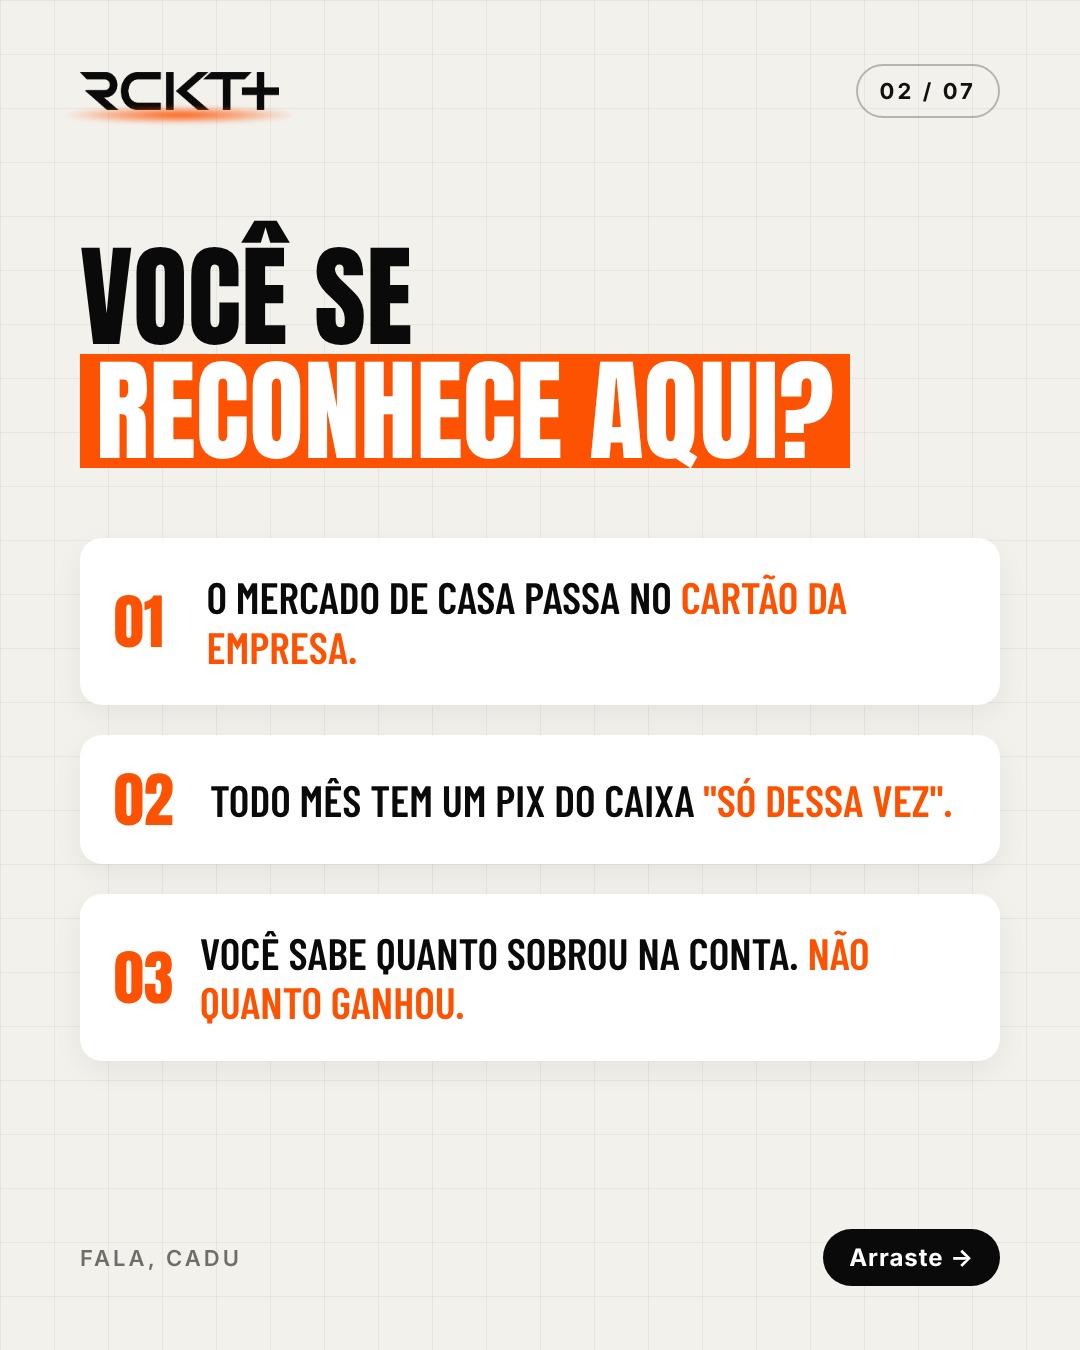 RCKT+
02 / 07
VOCÊ SE
RECONHECE AQUI?
01
O MERCADO DE CASA PASSA NO CARTÃO DA
EMPRESA.
02
TODO MÊS TEM UM PIX DO CAIXA "SÓ DESSA VEZ".
03
VOCÊ SABE QUANTO SOBROU NA CONTA. NÃO
QUANTO GANHOU.
FALA, CADU
Arraste →